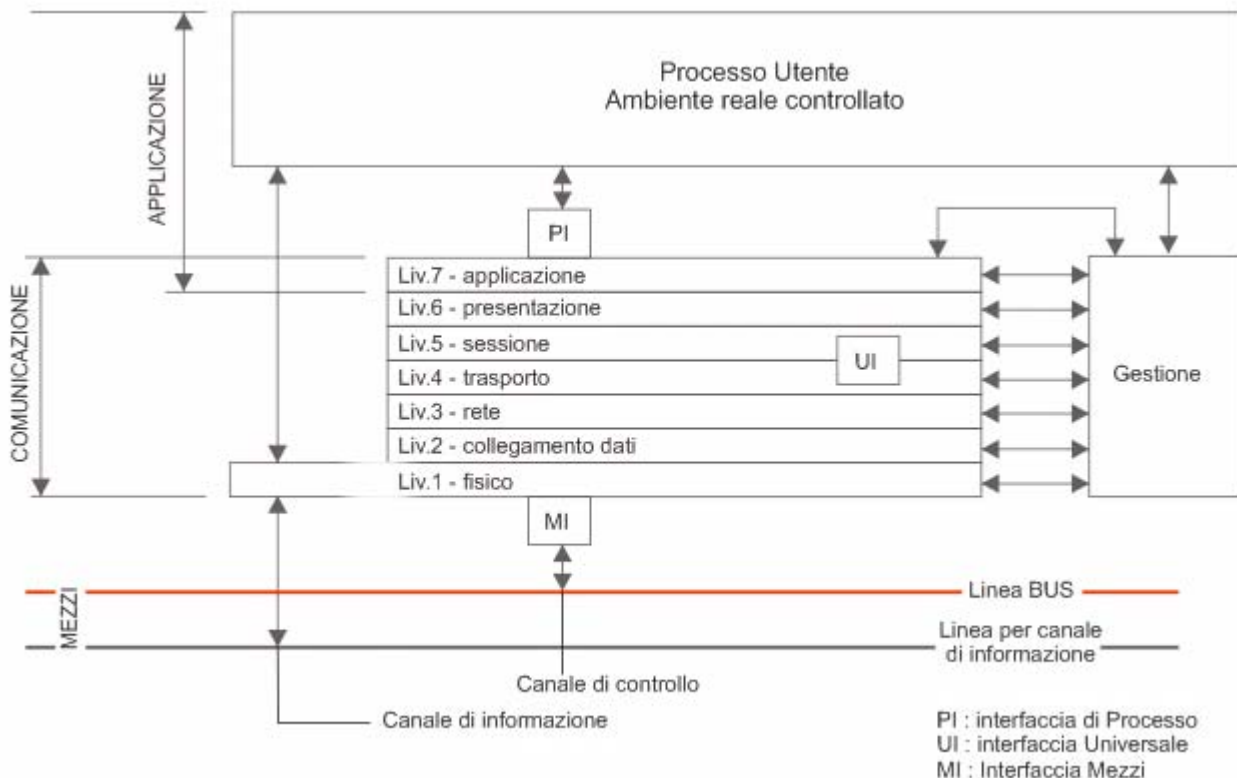 Processo Utente
Ambiente reale controllato
APPLICAZIONE
PI
COMUNICAZIONE
Liv.7 - applicazione
Liv.6 - presentazione
Liv.5 - sessione
UI
Liv.4 - trasporto
Gestione
Liv.3 - rete
Liv.2 - collegamento dati
Liv.1 - fisico
MI
MEZZI
Linea BUS
Linea per canale
di informazione
Canale di controllo
Canale di informazione
PI : interfaccia di Processo
UI : interfaccia Universale
MI : Interfaccia Mezzi